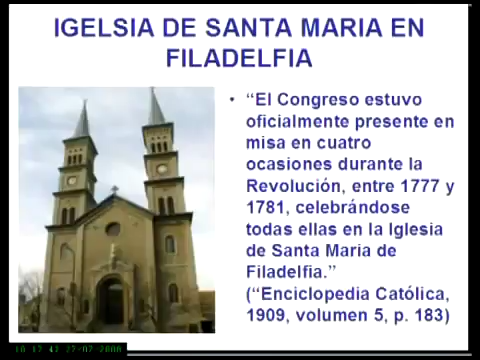 IGELSIA DE SANTA MARIA EN
FILADELFIA
• “El Congreso estuvo
oficialmente presente en
misa en cuatro
ocasiones durante la
Revolución, entre 1777 y
1781, celebrándose
todas ellas en la Iglesia
de Santa Maria de
Filadelfia.”
(“Enciclopedia Católica,
1909, volumen 5, p. 183)